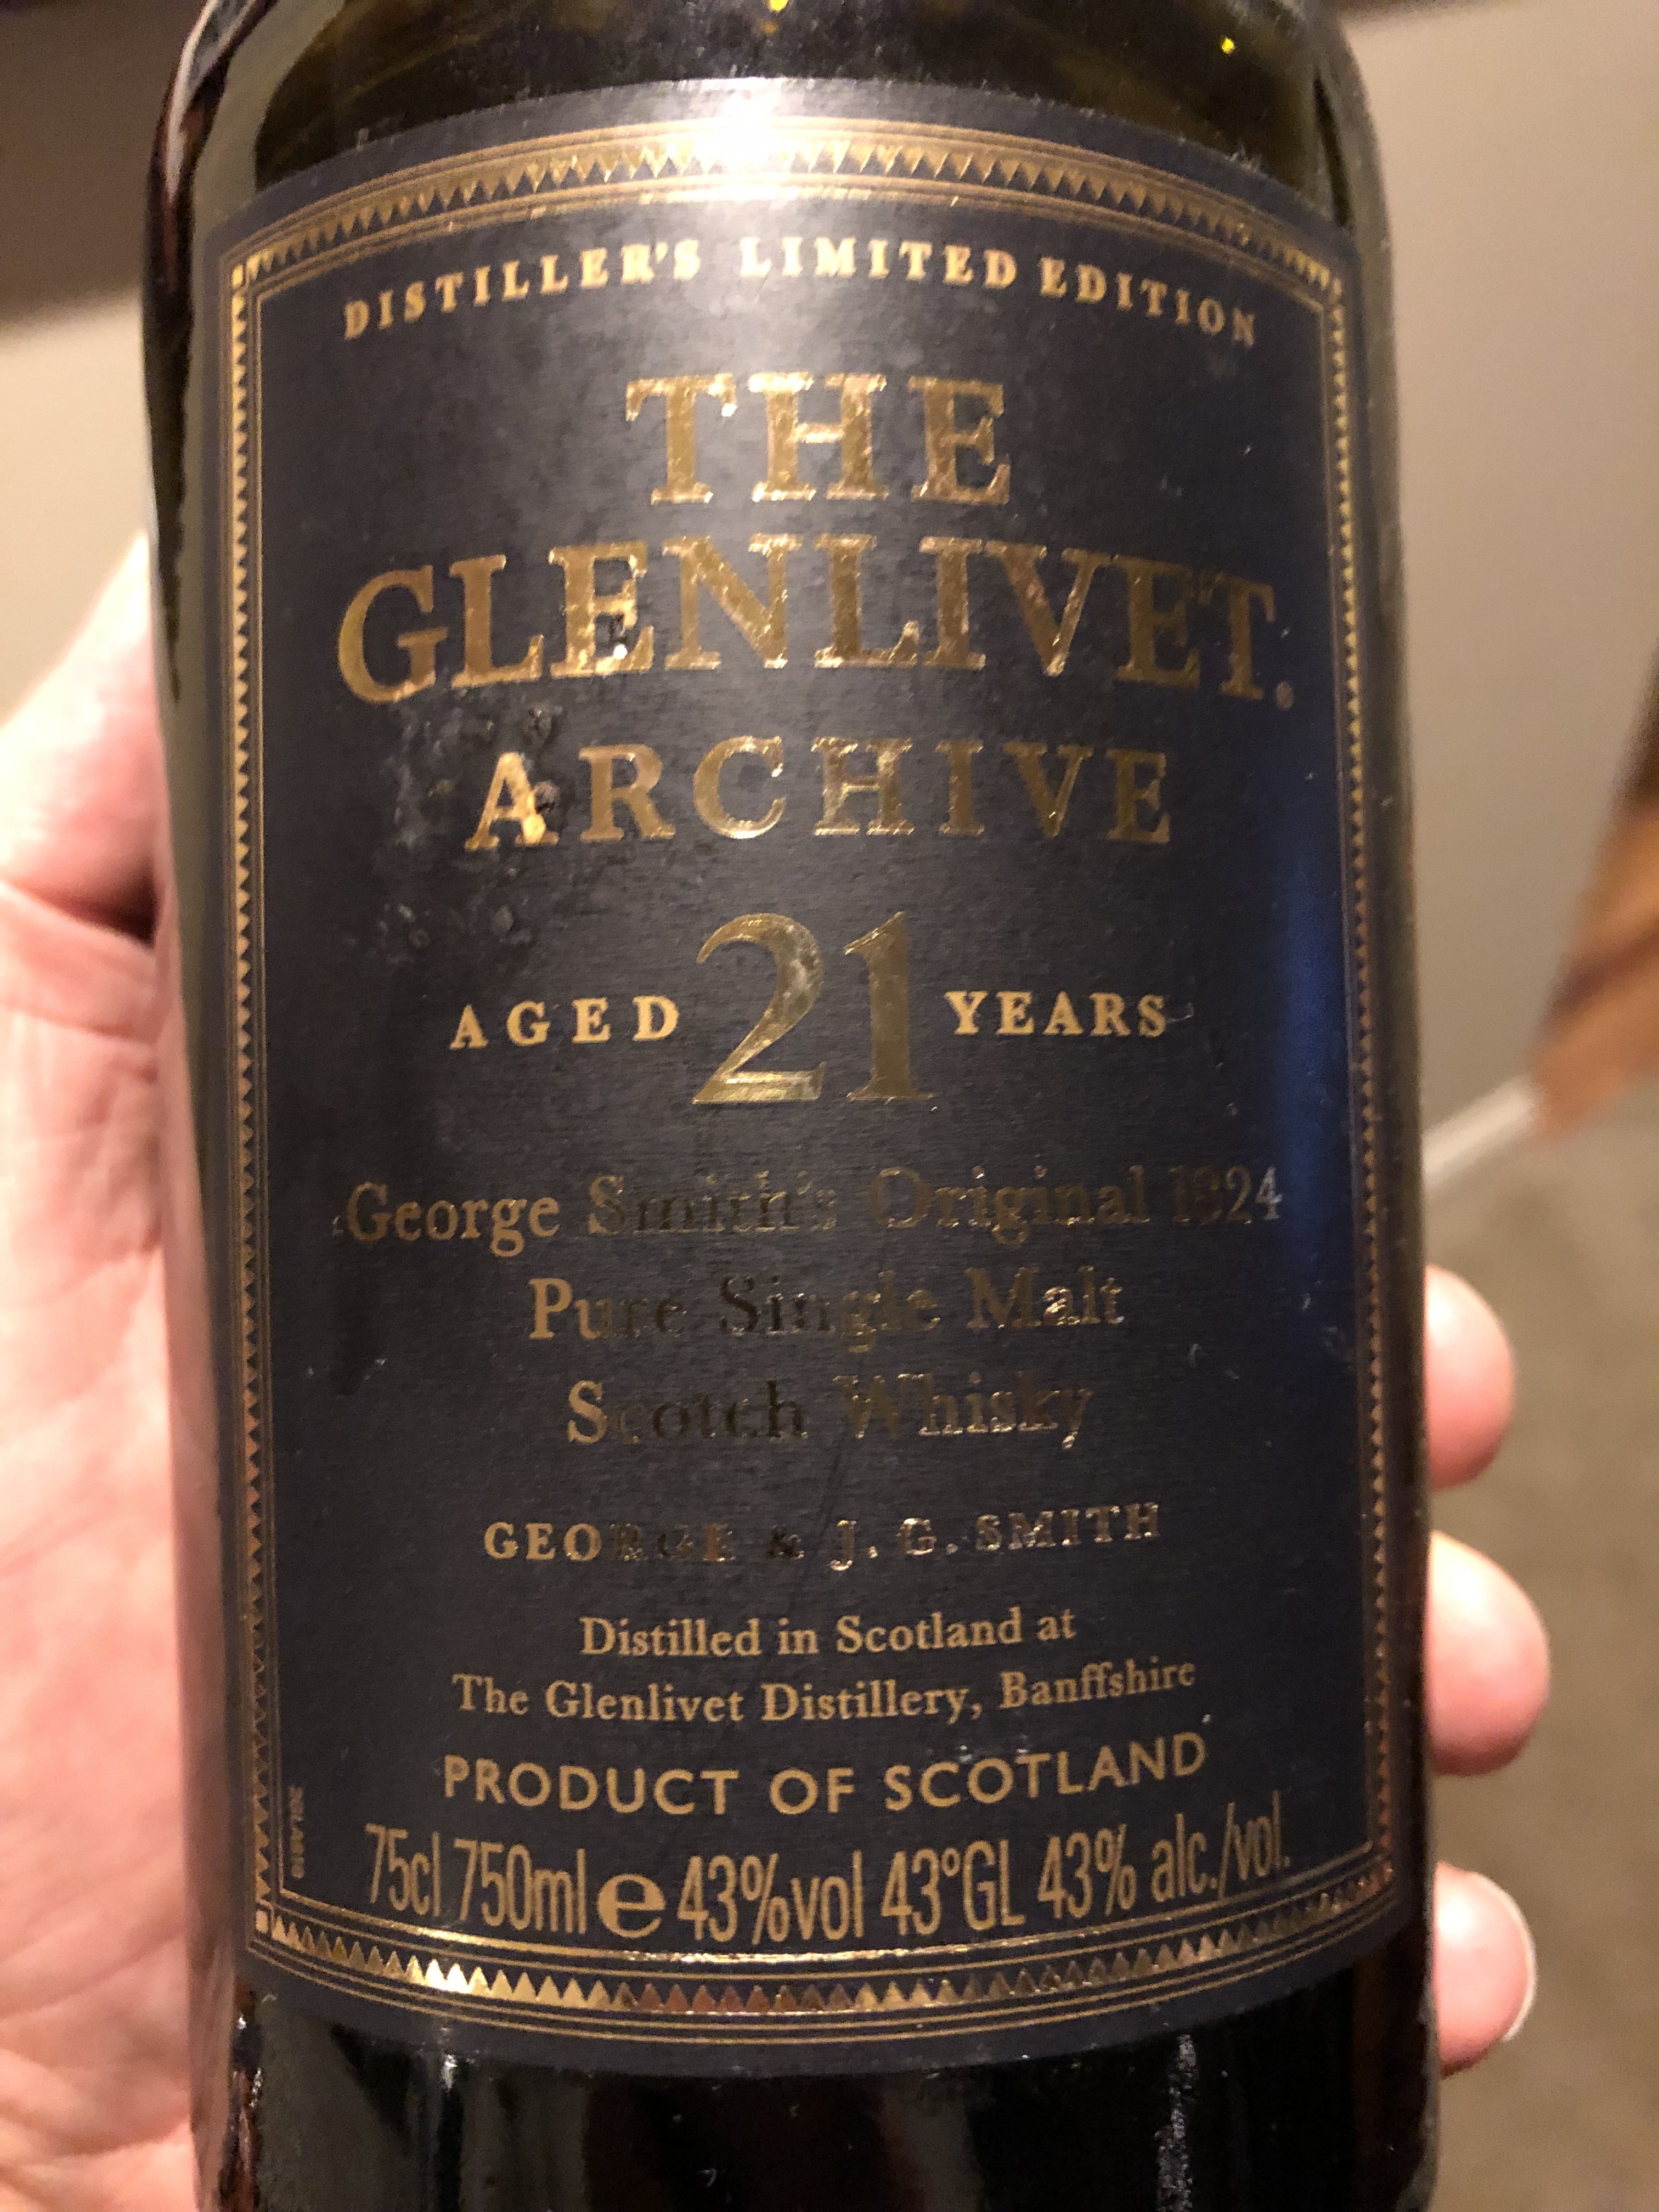 DISTILLER'S LIMITED EDITION
THE
GLENLIVET.
ARCHIVE
AGED 21 YEARS
George Smith's Original 1824
Pure Single Malt
Scotch Whisky
GEORGE & J. G. SMITH
Distilled in Scotland at
The Glenlivet Distillery, Banffshire
PRODUCT OF SCOTLAND
75cl 750ml e 43%vol 43°GL 43% alc./vol.